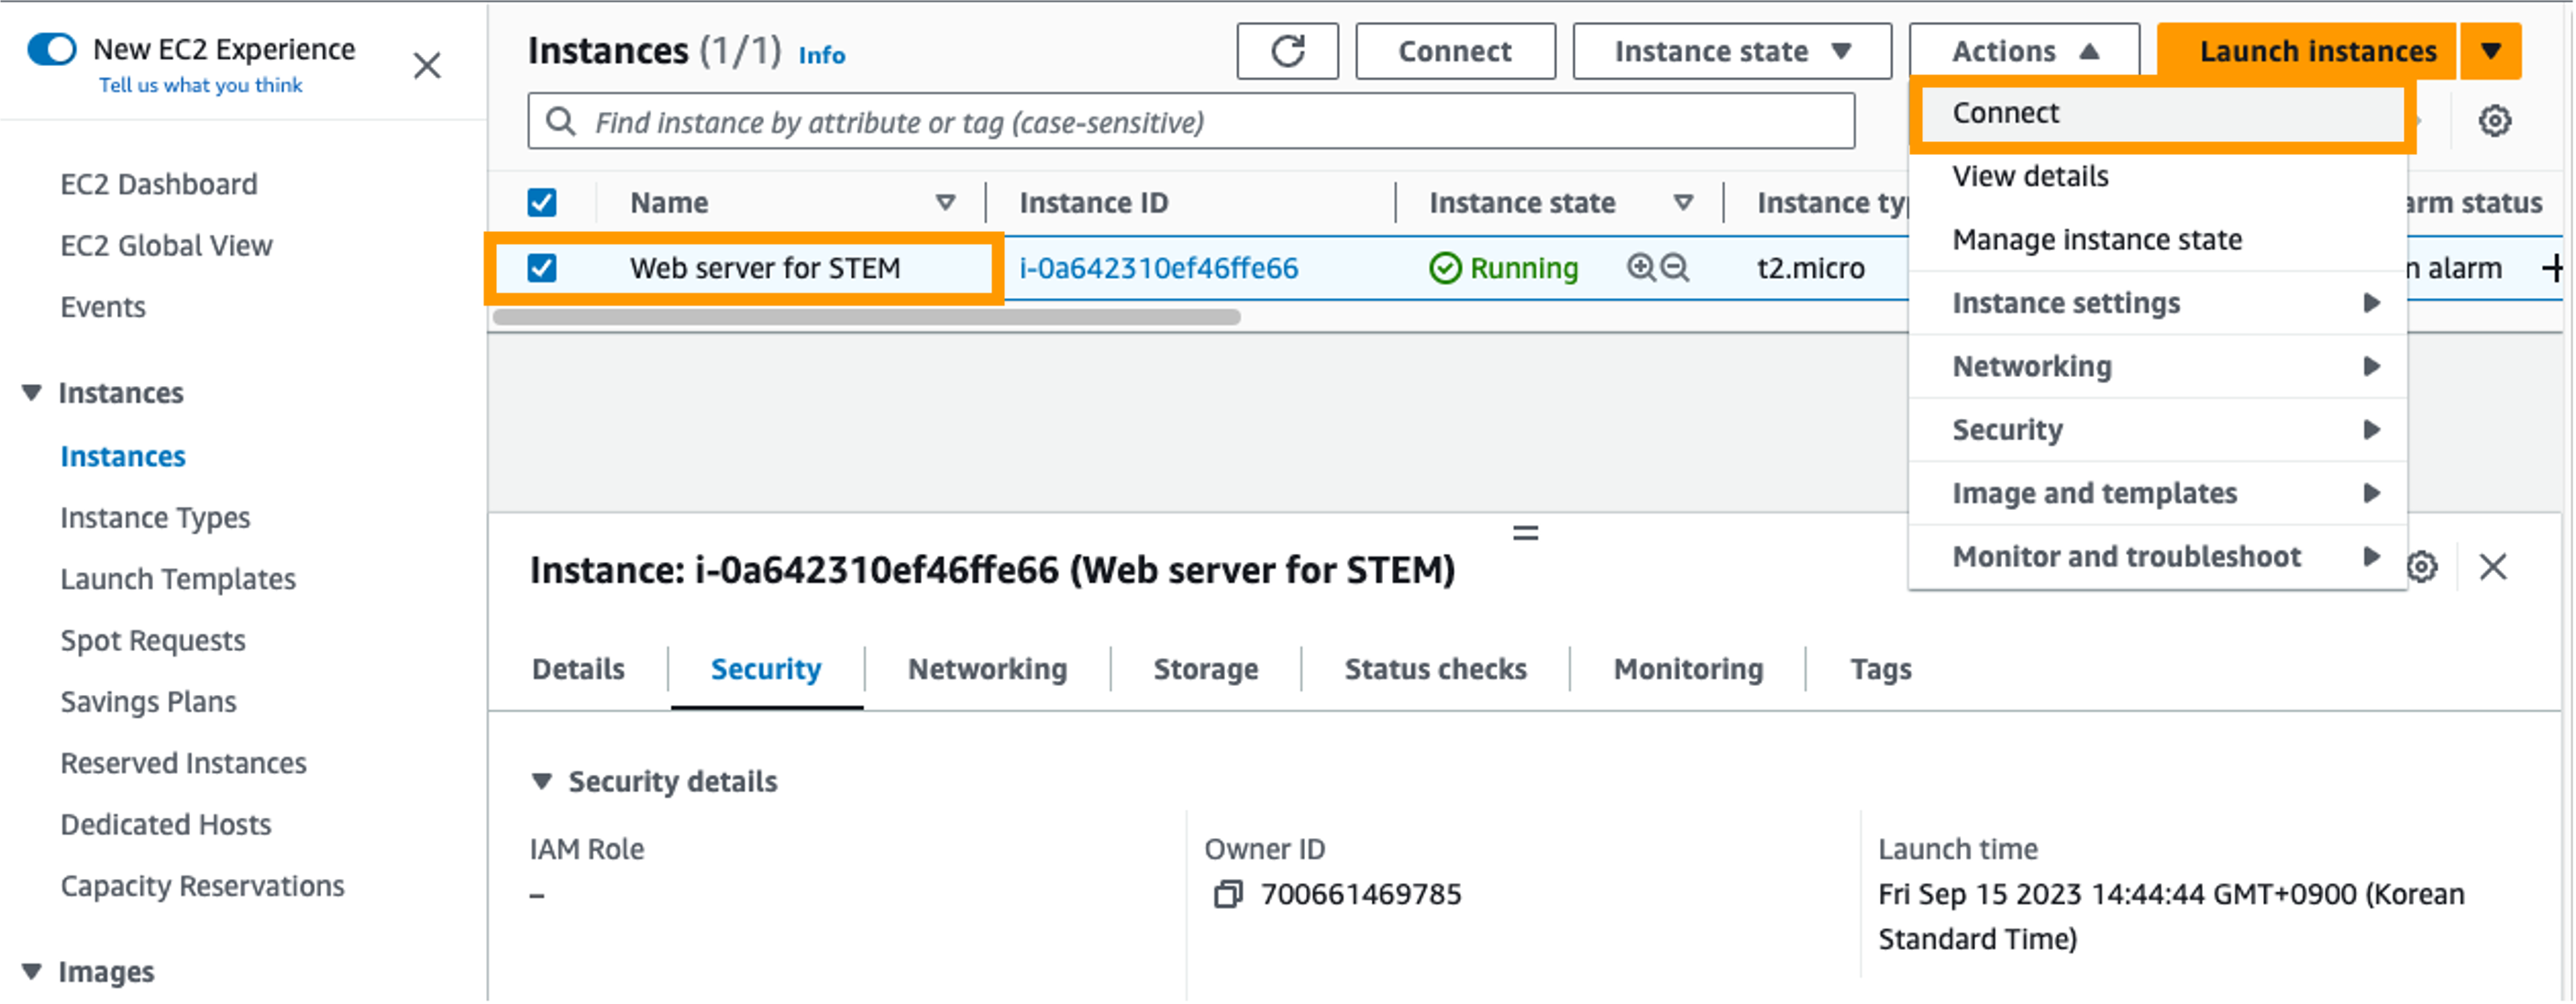 New EC2 Experience
Tell us what you think
EC2 Dashboard
EC2 Global View
Events
Instances
Instances
Instance Types
Launch Templates
Spot Requests
Savings Plans
Reserved Instances
Dedicated Hosts
Capacity Reservations
Images
Instances (1/1) Info
Connect
Instance state
Actions
Launch instances
Find instance by attribute or tag (case-sensitive)
Connect
View details
Manage instance state
Instance settings
Networking
Security
Image and templates
Monitor and troubleshoot
Name Instance ID Instance state Instance status
Web server for STEM i-0a642310ef46ffe66 Running t2.micro alarm
Instance: i-0a642310ef46ffe66 (Web server for STEM)
Details Security Networking Storage Status checks Monitoring Tags
Security details
IAM Role
–
Owner ID
700661469785
Launch time
Fri Sep 15 2023 14:44:44 GMT+0900 (Korean
Standard Time)